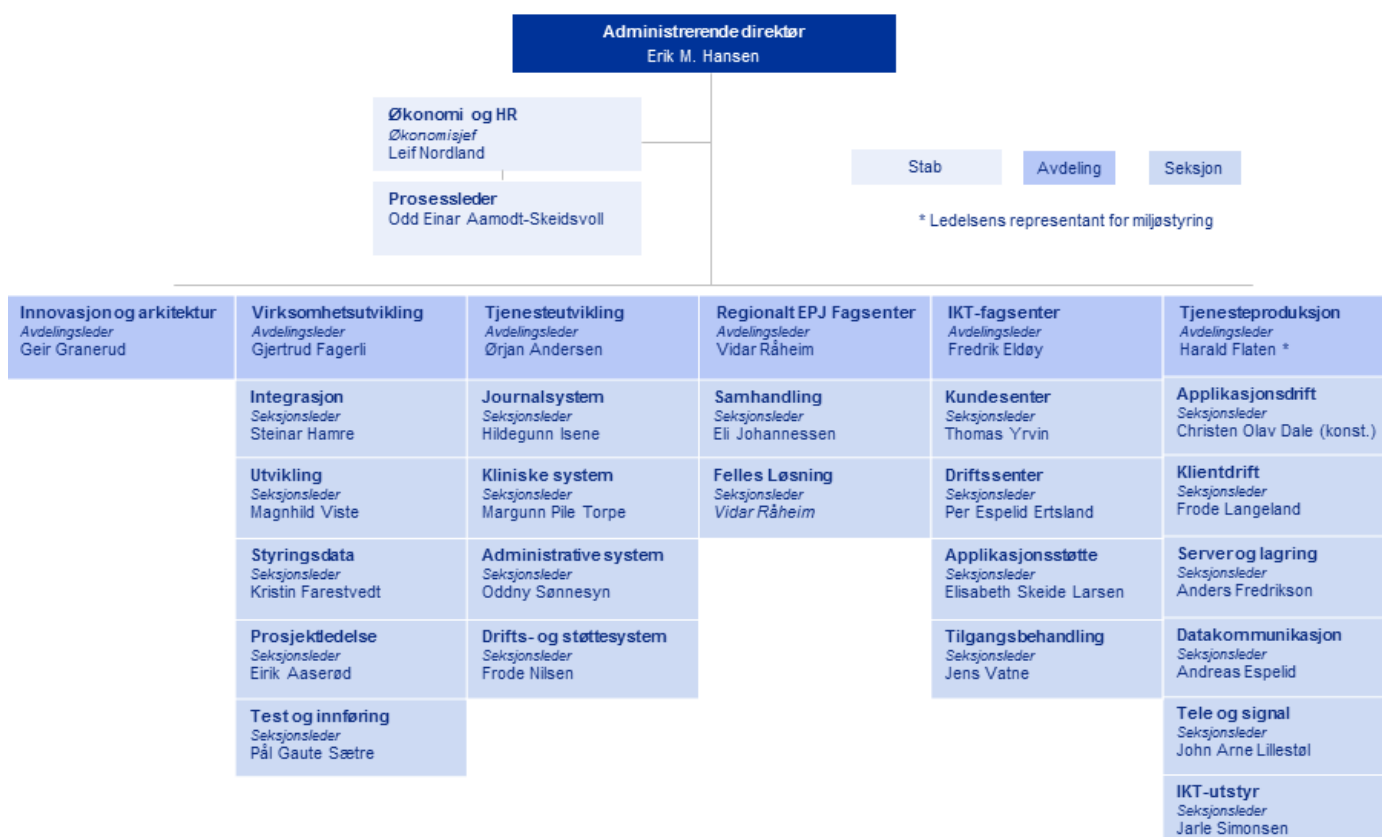 Administrerende direktør
Erik M. Hansen
Økonomi og HR
Økonomisjef
Leif Nordland
Prosessleder
Odd Einar Aamodt-Skeidsvoll
Stab
Avdeling
Seksjon
* Ledelsens representant for miljøstyring
Innovasjon og arkitektur
Avdelingsleder
Geir Granerud
Virksomhetsutvikling
Avdelingsleder
Gjertrud Fagerli
Integrasjon
Seksjonsleder
Steinar Hamre
Utvikling
Seksjonsleder
Magnhild Viste
Styringsdata
Seksjonsleder
Kristin Farestvedt
Prosjektledelse
Seksjonsleder
Eirik Aaserød
Test og innføring
Seksjonsleder
Pål Gaute Sætre
Tjenesteutvikling
Avdelingsleder
Ørjan Andersen
Journalsystem
Seksjonsleder
Hildegunn Isene
Kliniske system
Seksjonsleder
Margunn Pile Torpe
Administrative system
Seksjonsleder
Oddny Sønnesyn
Drifts- og støttesystem
Seksjonsleder
Frode Nilsen
Regionalt EPJ Fagsenter
Avdelingsleder
Vidar Råheim
Samhandling
Seksjonsleder
Eli Johannessen
Felles Løsning
Seksjonsleder
Vidar Råheim
IKT-fagsenter
Avdelingsleder
Fredrik Eldøy
Kundesenter
Seksjonsleder
Thomas Yrvin
Driftssenter
Seksjonsleder
Per Espelid Ertsland
Applikasjonsstøtte
Seksjonsleder
Elisabeth Skeide Larsen
Tilgangsbehandling
Seksjonsleder
Jens Vatne
Tjenesteproduksjon
Avdelingsleder
Harald Flaten *
Applikasjonsdrift
Seksjonsleder
Christen Olav Dale (konst.)
Klientdrift
Seksjonsleder
Frode Langeland
Server og lagring
Seksjonsleder
Anders Fredrikson
Datakommunikasjon
Seksjonsleder
Andreas Espelid
Tele og signal
Seksjonsleder
John Arne Lillestøl
IKT-utstyr
Seksjonsleder
Jarle Simonsen